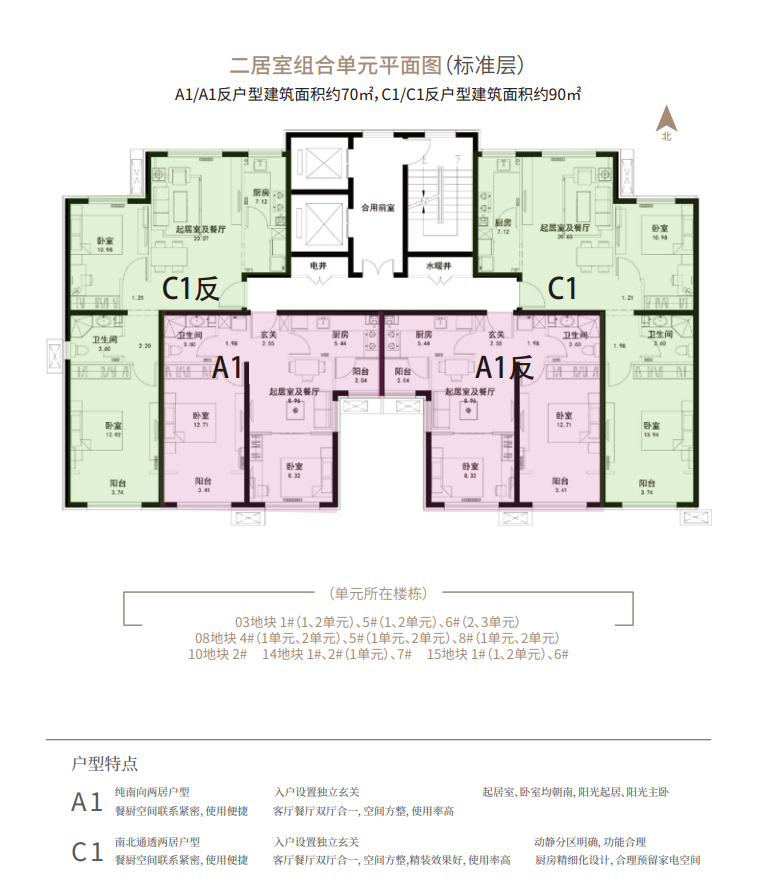 二居室组合单元平面图(标准层)
A1/A1反户型建筑面积约70㎡,C1/C1反户型建筑面积约90㎡
北
上 下
厨房
7.12
起居室及餐厅
20.07
合用前室
厨房
7.12
起居室及餐厅
20.65
卧室
10.98
卧室
10.98
电井
水暖井
C1反
C1
1.21
1.21
卫生间
3.60
2.20
卫生间
3.60
1.98
玄关
2.55
厨房
5.44
厨房
5.44
玄关
2.55
1.98
卫生间
3.60
1.98
卫生间
3.60
A1
A1反
阳台
2.04
阳台
2.04
起居室及餐厅
8.96
起居室及餐厅
8.96
卧室
12.92
卧室
12.71
卧室
12.71
卧室
13.94
卧室
8.32
卧室
8.32
阳台
3.74
阳台
3.41
阳台
3.41
阳台
3.74
(单元所在楼栋)
03地块 1#(1、2单元)、5#(1、2单元)、6#(2、3单元)
08地块 4#(1单元、2单元)、5#(1单元、2单元)、8#(1单元、2单元)
10地块 2# 14地块 1#、2#(1单元)、7# 15地块 1#(1、2单元)、6#
户型特点
A1
纯南向两居户型 入户设置独立玄关 起居室、卧室均朝南,阳光起居、阳光主卧
餐厨空间联系紧密,使用便捷 客厅餐厅双厅合一,空间方整,使用率高
C1
南北通透两居户型 入户设置独立玄关 动静分区明确,功能合理
餐厨空间联系紧密,使用便捷 客厅餐厅双厅合一,空间方整,精装效果好,使用率高 厨房精细化设计,合理预留家电空间